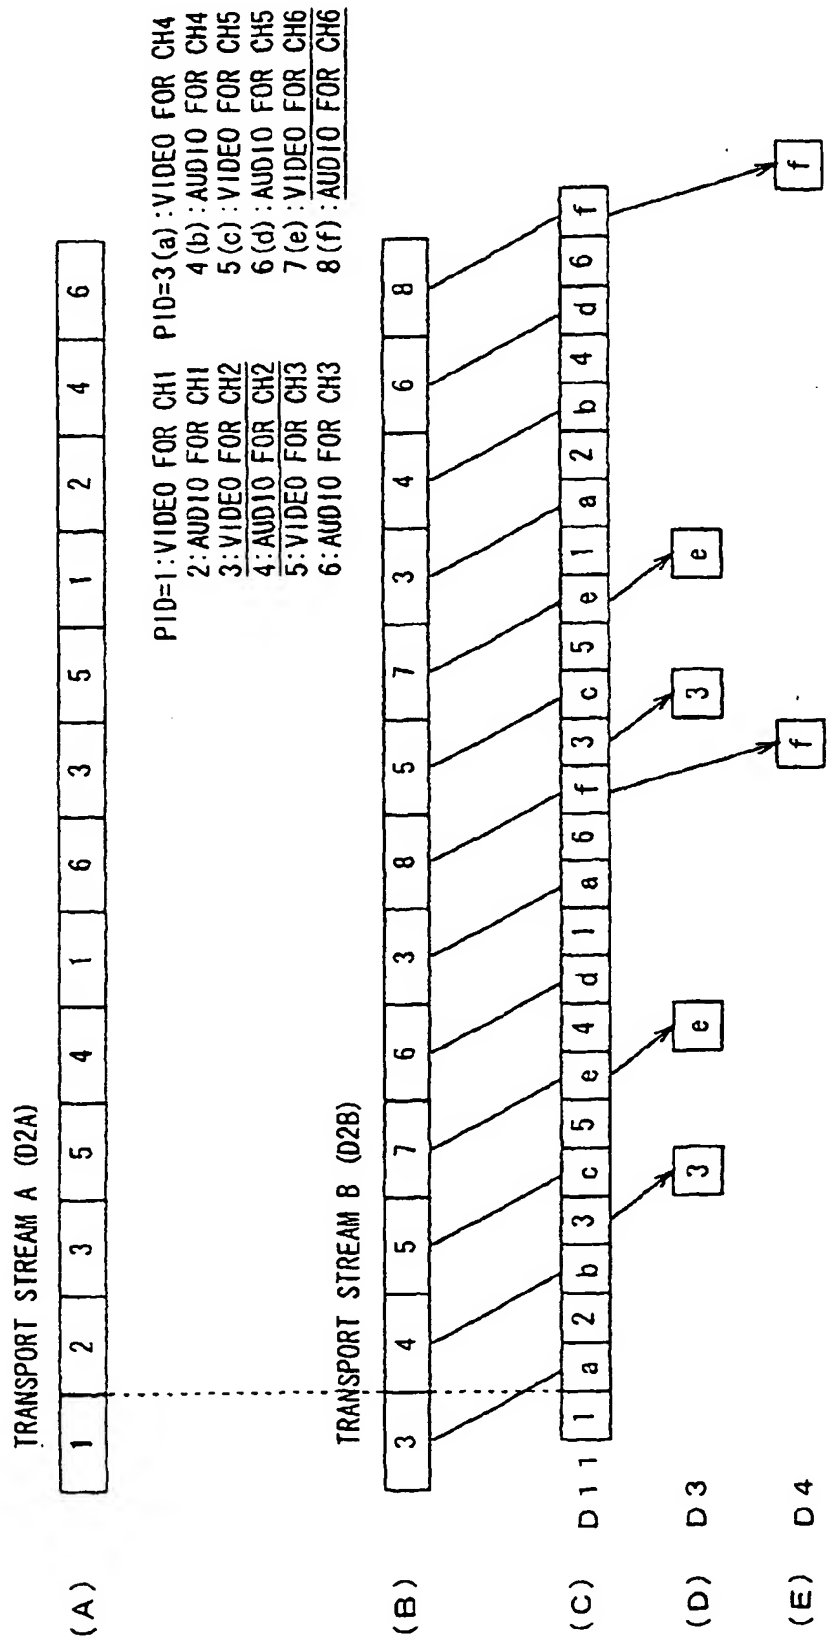 TRANSPORT STREAM A (D2A)
(A) 1 2 3 5 4 1 6 3 5 1 2 4 6
PID=1:VIDEO FOR CH1 PID=3(a):VIDEO FOR CH4
2:AUDIO FOR CH1 4(b):AUDIO FOR CH4
3:VIDEO FOR CH2 5(c):VIDEO FOR CH5
4:AUDIO FOR CH2 6(d):AUDIO FOR CH5
5:VIDEO FOR CH3 7(e):VIDEO FOR CH6
6:AUDIO FOR CH3 8(f):AUDIO FOR CH6
TRANSPORT STREAM B (D2B)
(B) 3 4 5 7 6 3 8 5 7 3 4 6 8
(C) D11 1 a 2 b 3 c 5 e 4 d 1 a 6 f 3 c 5 e 1 a 2 b 4 d 6 f
(D) D3 3 e 3 e
(E) D4 f f